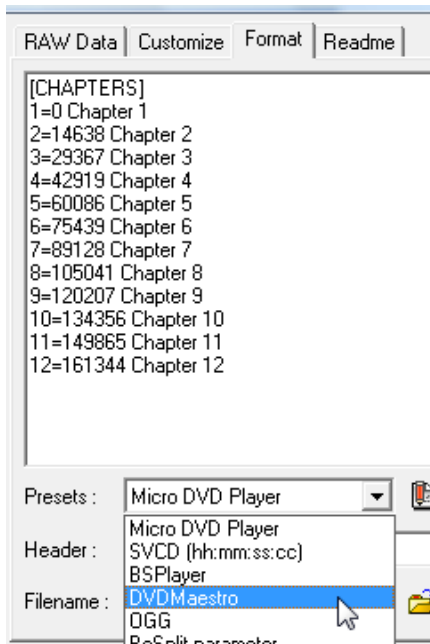 RAW Data Customize Format Readme
[CHAPTERS]
1=0 Chapter 1
2=14638 Chapter 2
3=29367 Chapter 3
4=42919 Chapter 4
5=60086 Chapter 5
6=75439 Chapter 6
7=89128 Chapter 7
8=105041 Chapter 8
9=120207 Chapter 9
10=134356 Chapter 10
11=149865 Chapter 11
12=161344 Chapter 12
Presets : Micro DVD Player
Micro DVD Player
Header : SVCD (hh:mm:ss:cc)
BSPlayer
Filename : DVDMaestro
OGG
BeSplit parameter